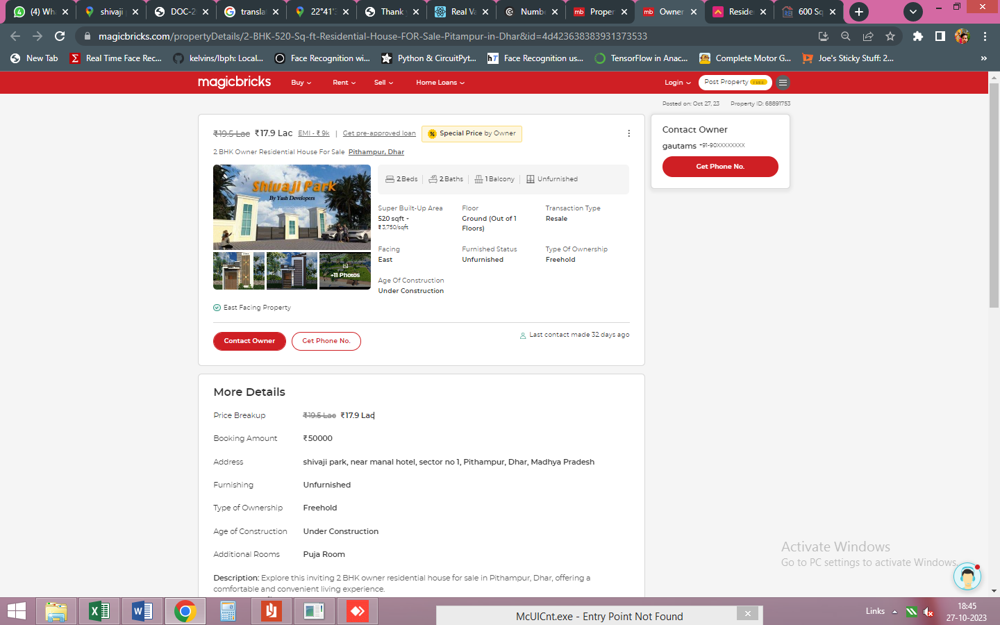 (4) Wha
shivaji
DOC-2
transla
22°41'3
Thank
Real Va
Numb
Proper
Owner
Reside
600 Sq
magicbricks.com/propertyDetails/2-BHK-520-Sq-ft-Residential-House-FOR-Sale-Pitampur-in-Dhar&id=4d423638383931373533
New Tab
Real Time Face Rec...
kelvins/lbph: Local...
Face Recognition wi...
Python & CircuitPyt...
Face Recognition us...
TensorFlow in Anac...
Complete Motor G...
Joe's Sticky Stuff: 2...
»
magicbricks Buy Rent Sell Home Loans Login Post Property FREE
Posted on: Oct 27, 23 Property ID: 68891753
₹19.5 Lac ₹17.9 Lac EMI - ₹ 9k | Get pre-approved loan Special Price by Owner
2 BHK Owner Residential House For Sale Pithampur, Dhar
Shivaji Park
By Yash Developers
+11 Photos
2 Beds 2 Baths 1 Balcony Unfurnished
Super Built-Up Area
520 sqft -
₹3,750/sqft
Floor
Ground (Out of 1
Floors)
Transaction Type
Resale
Facing
East
Furnished Status
Unfurnished
Type Of Ownership
Freehold
Age Of Construction
Under Construction
East Facing Property
Contact Owner Get Phone No.
Last contact made 32 days ago
Contact Owner
gautams +91-90XXXXXXXX
Get Phone No.
More Details
Price Breakup ₹19.5 Lac ₹17.9 Lac
Booking Amount ₹50000
Address shivaji park, near manal hotel, sector no 1, Pithampur, Dhar, Madhya Pradesh
Furnishing Unfurnished
Type of Ownership Freehold
Age of Construction Under Construction
Additional Rooms Puja Room
Description: Explore this inviting 2 BHK owner residential house for sale in Pithampur, Dhar, offering a
comfortable and convenient living experience.
Activate Windows
Go to PC settings to activate Windows.
McUICnt.exe - Entry Point Not Found
Links
18:45
27-10-2023